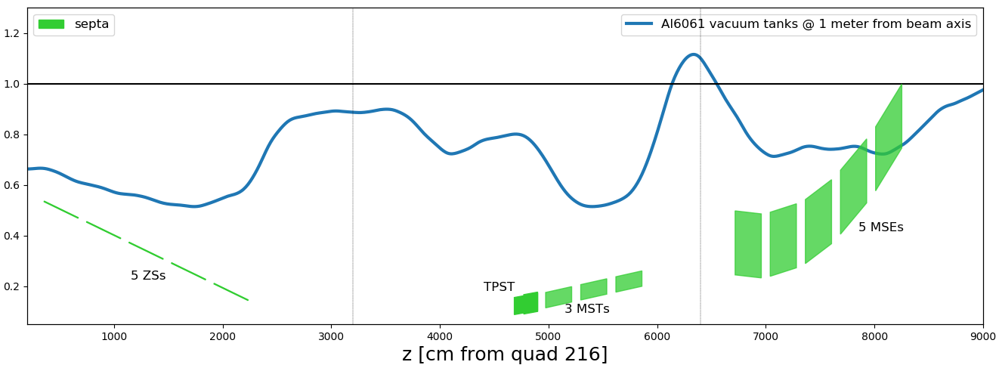 septa
Al6061 vacuum tanks @ 1 meter from beam axis
1.2
1.0
0.8
0.6
0.4
0.2
5 ZSs
TPST
3 MSTs
5 MSEs
1000 2000 3000 4000 5000 6000 7000 8000 9000
z [cm from quad 216]